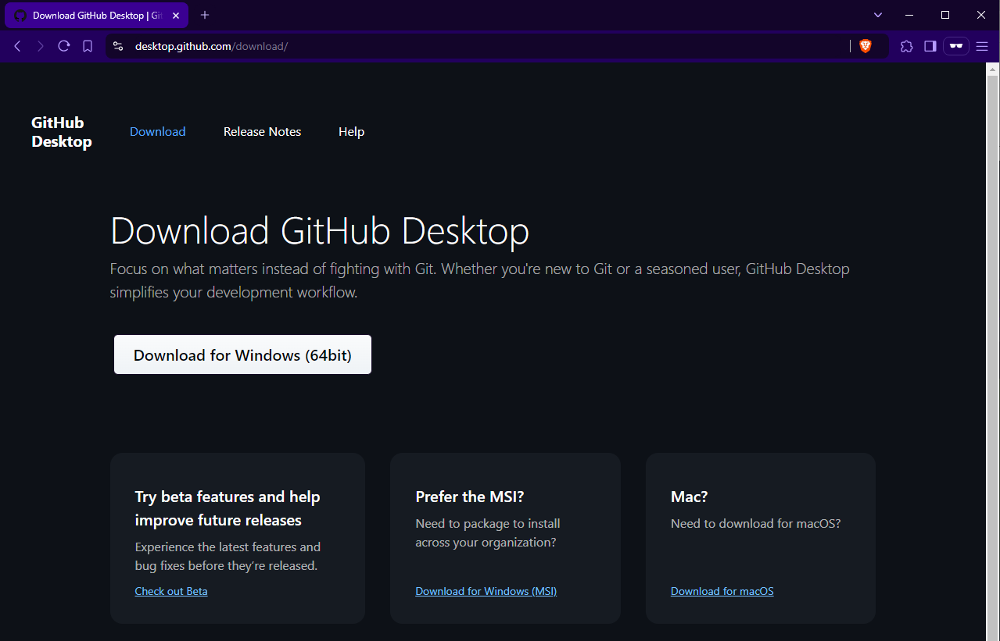 Download GitHub Desktop | Git
desktop.github.com/download/
GitHub
Desktop
Download
Release Notes
Help
Download GitHub Desktop
Focus on what matters instead of fighting with Git. Whether you're new to Git or a seasoned user, GitHub Desktop
simplifies your development workflow.
Download for Windows (64bit)
Try beta features and help
improve future releases
Experience the latest features and
bug fixes before they’re released.
Check out Beta
Prefer the MSI?
Need to package to install
across your organization?
Download for Windows (MSI)
Mac?
Need to download for macOS?
Download for macOS